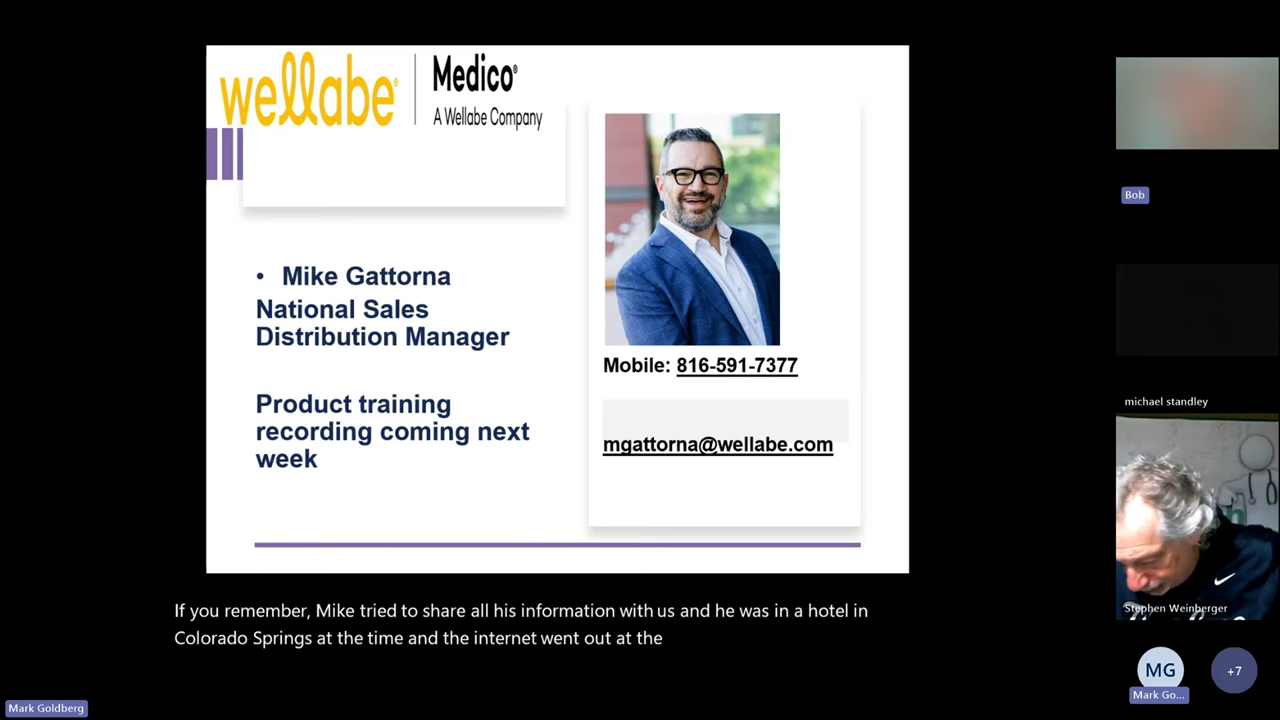 wellabe®
Medico®
A Wellabe Company
• Mike Gattorna
National Sales
Distribution Manager
Product training
recording coming next
week
Mobile: 816-591-7377
mgattorna@wellabe.com
If you remember, Mike tried to share all his information with us and he was in a hotel in
Colorado Springs at the time and the internet went out at the
Bob
michael standley
Stephen Weinberger
MG
+7
Mark Go...
Mark Goldberg